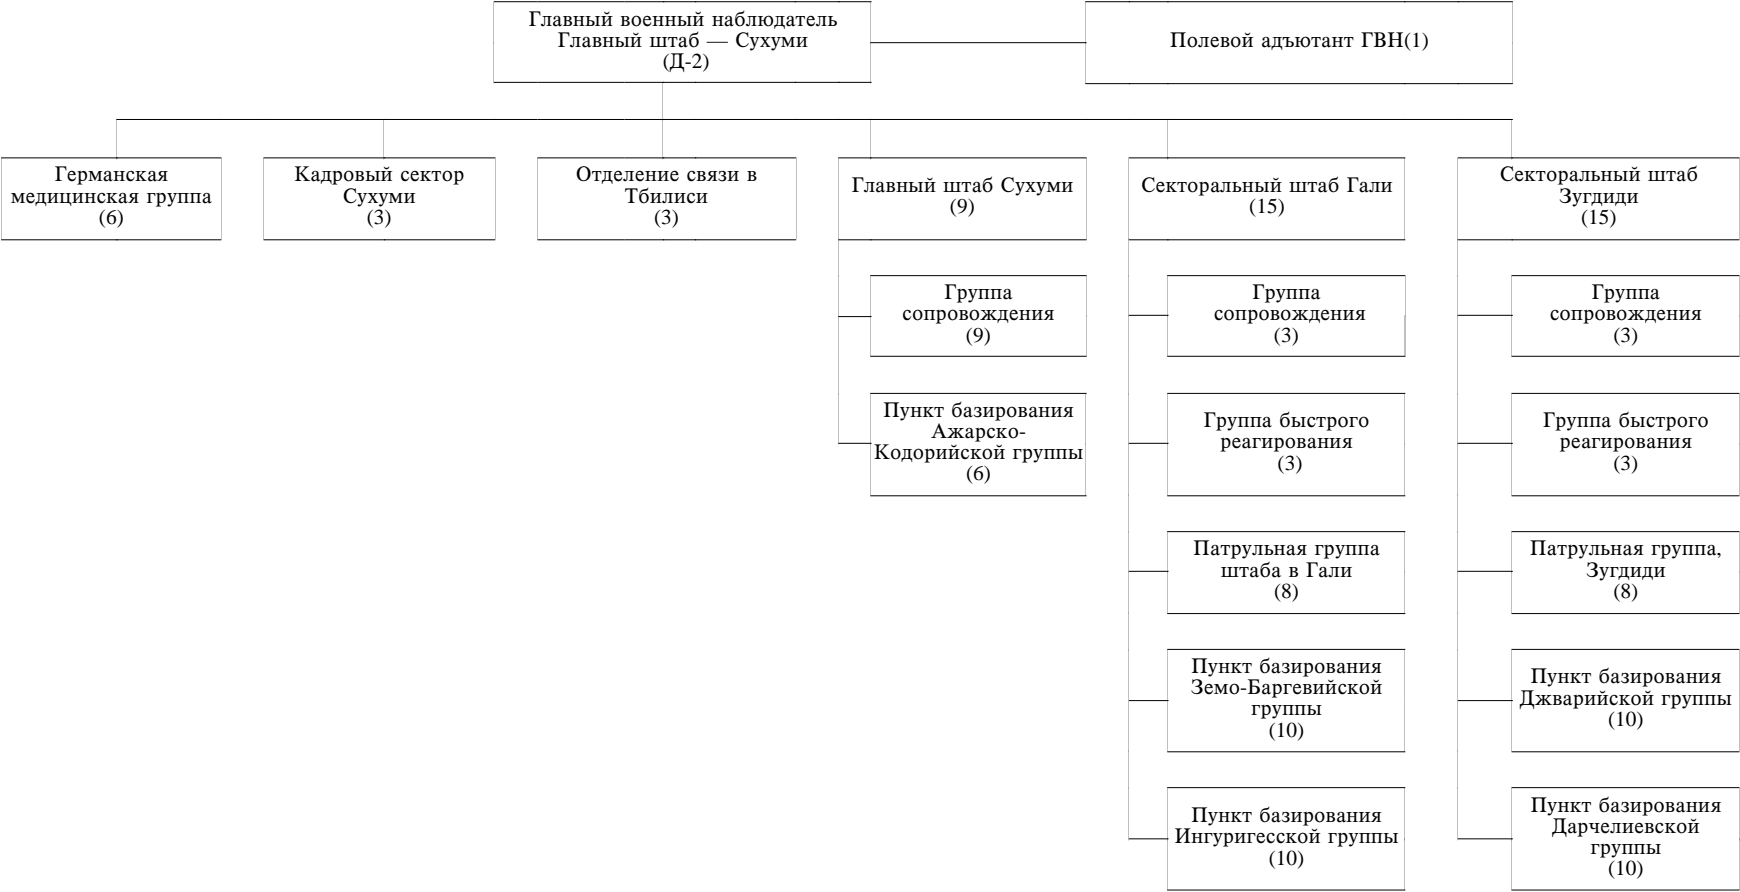 Главный военный наблюдатель
Главный штаб — Сухуми
(Д-2)
Полевой адъютант ГВН(1)
Германская
медицинская группа
(6)
Кадровый сектор
Сухуми
(3)
Отделение связи в
Тбилиси
(3)
Главный штаб Сухуми
(9)
Секторальный штаб Гали
(15)
Секторальный штаб
Зугдиди
(15)
Группа
сопровождения
(9)
Пункт базирования
Ажарско-
Кодорийской группы
(6)
Группа
сопровождения
(3)
Группа быстрого
реагирования
(3)
Патрульная группа
штаба в Гали
(8)
Пункт базирования
Земо-Баргевийской
группы
(10)
Пункт базирования
Ингуригесской группы
(10)
Группа
сопровождения
(3)
Группа быстрого
реагирования
(3)
Патрульная группа,
Зугдиди
(8)
Пункт базирования
Джварийской группы
(10)
Пункт базирования
Дарчелиевской
группы
(10)